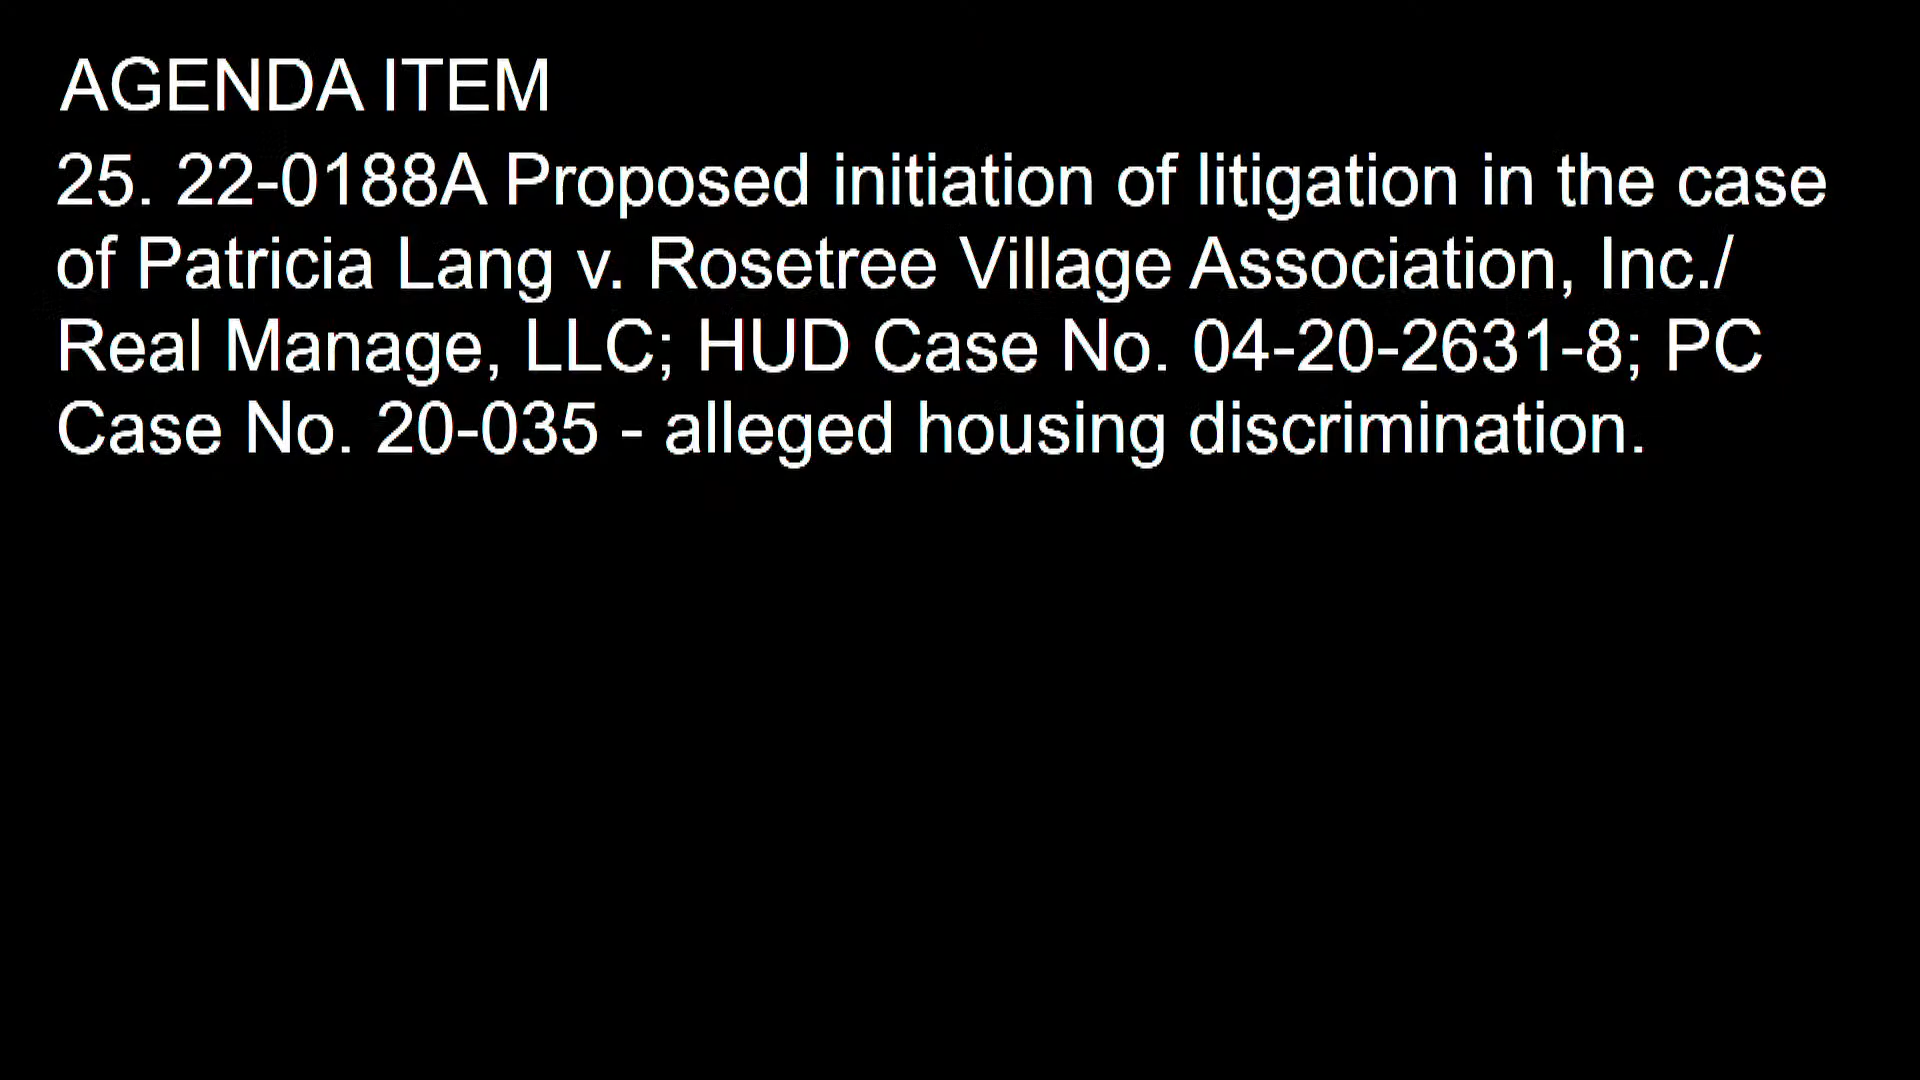 AGENDA ITEM
25. 22-0188A Proposed initiation of litigation in the case
of Patricia Lang v. Rosetree Village Association, Inc./
Real Manage, LLC; HUD Case No. 04-20-2631-8; PC
Case No. 20-035 - alleged housing discrimination.